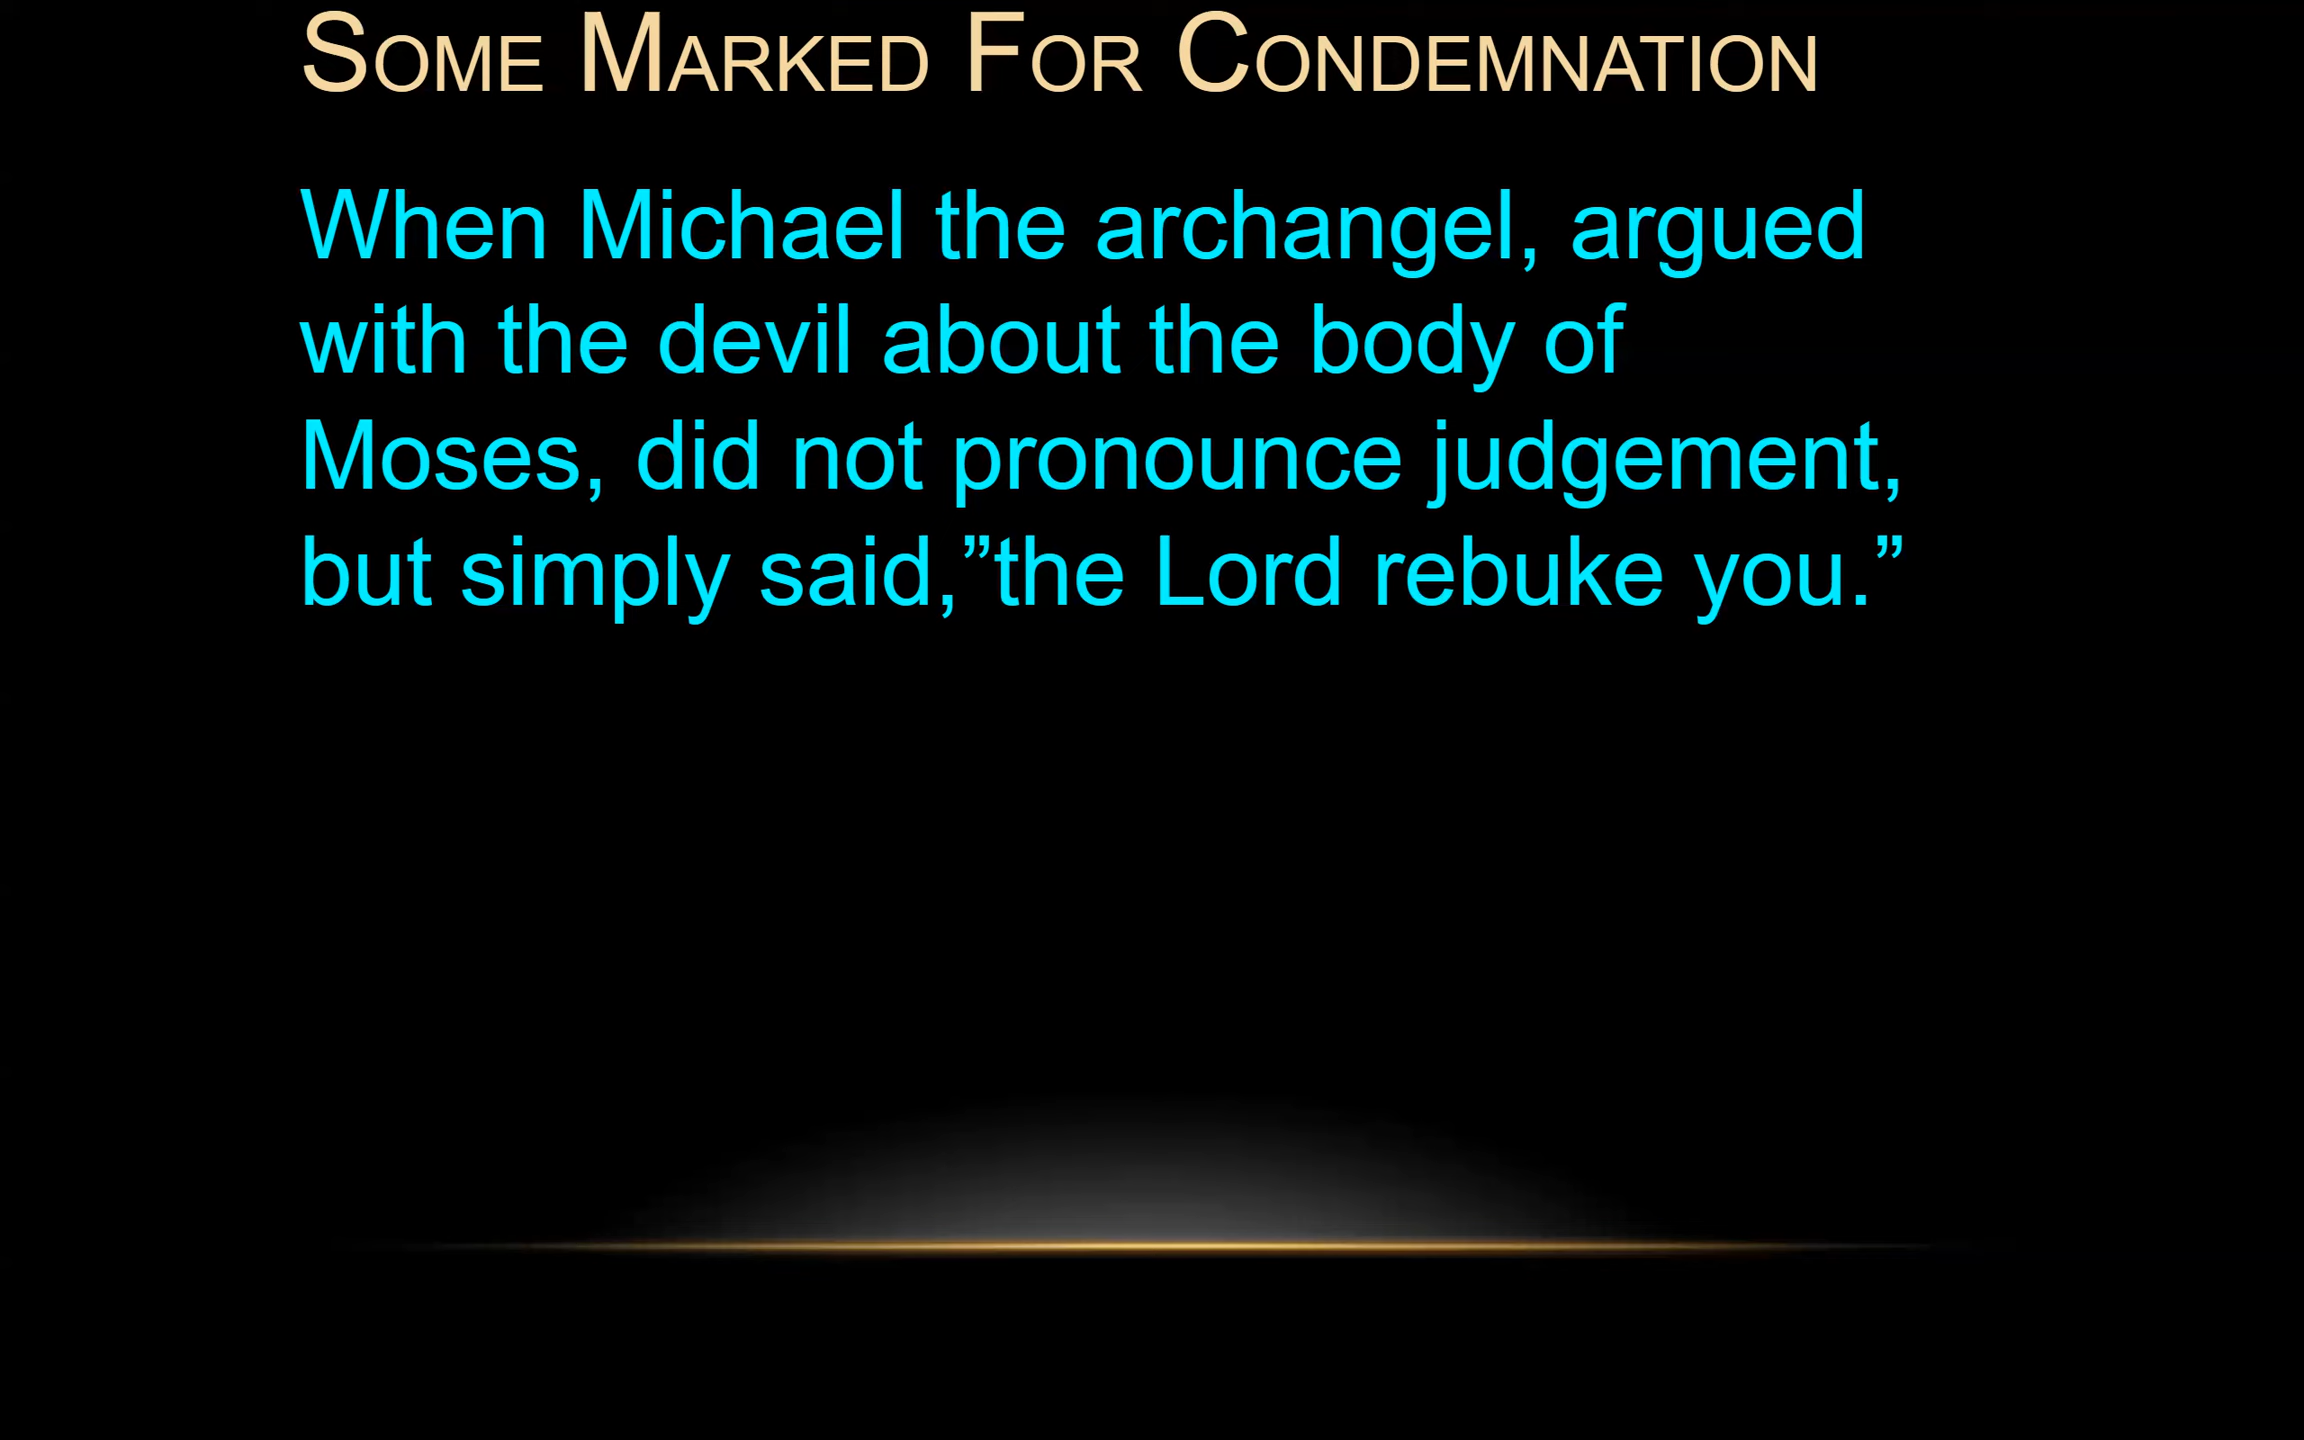 Some Marked For Condemnation
When Michael the archangel, argued
with the devil about the body of
Moses, did not pronounce judgement,
but simply said,”the Lord rebuke you.”